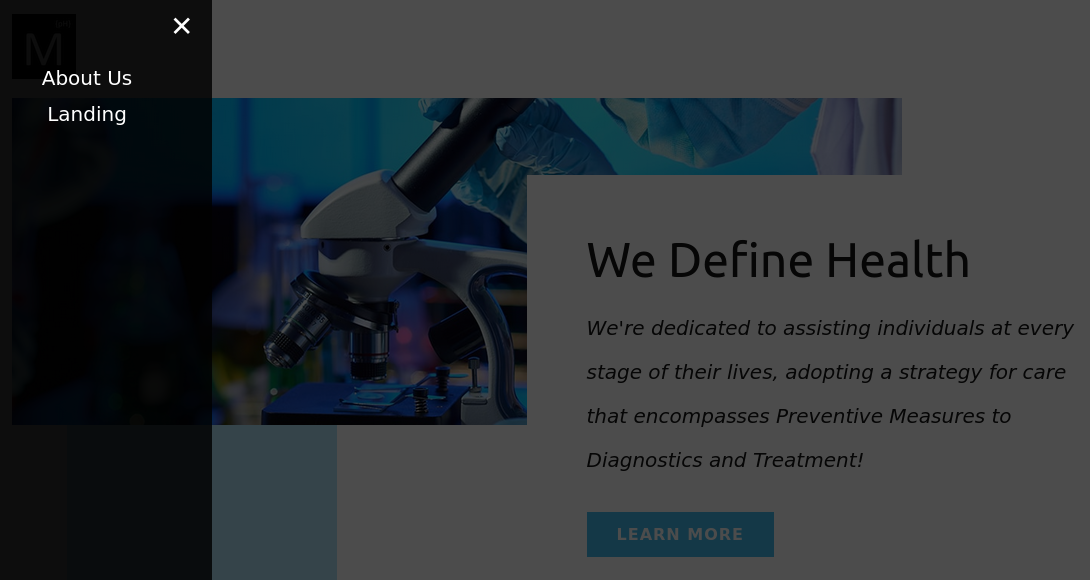 ✕
M
About Us
Landing
We Define Health
We're dedicated to assisting individuals at every
stage of their lives, adopting a strategy for care
that encompasses Preventive Measures to
Diagnostics and Treatment!
LEARN MORE